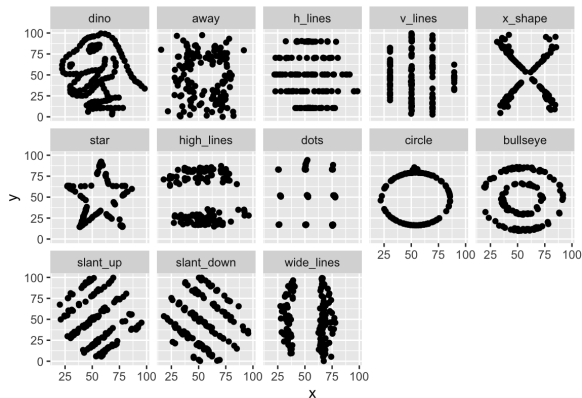 dino away h_lines v_lines x_shape
100
75
50
25
0
star high_lines dots circle bullseye
100
75
50
25
0
y
25 50 75 100 25 50 75 100
slant_up slant_down wide_lines
100
75
50
25
0
25 50 75 100 25 50 75 100 25 50 75 100
x